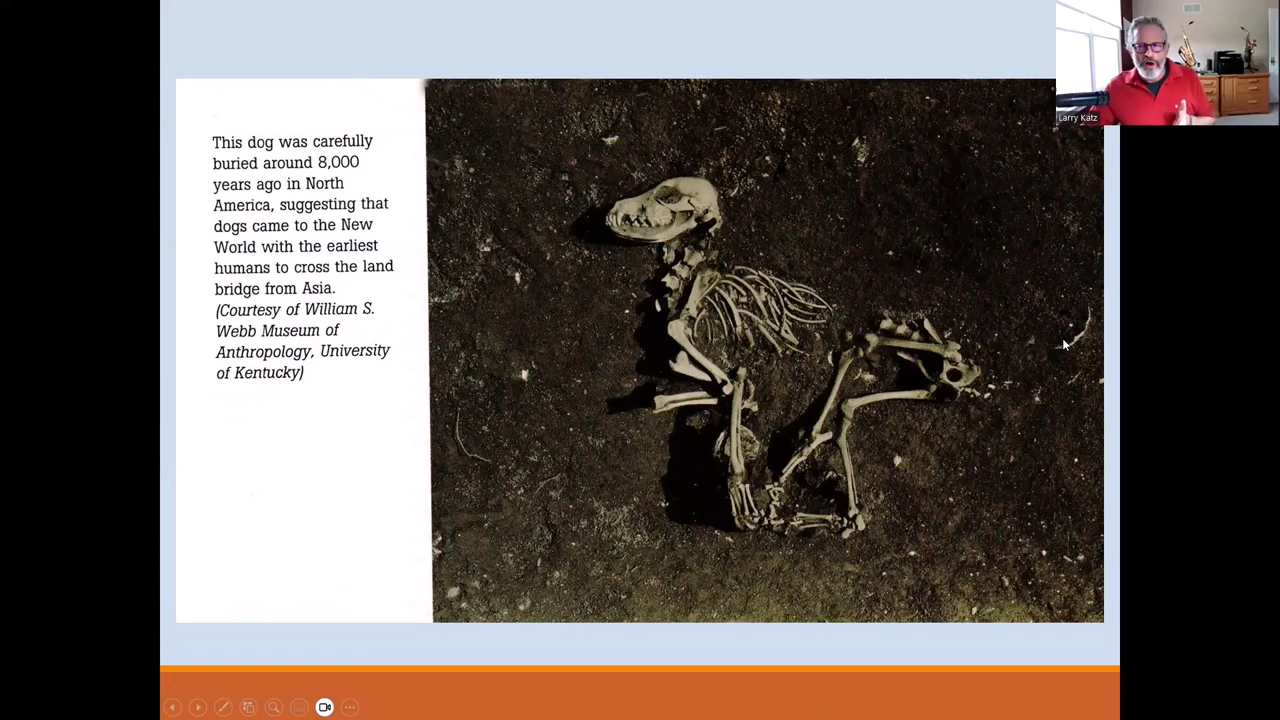 Larry Katz
This dog was carefully
buried around 8,000
years ago in North
America, suggesting that
dogs came to the New
World with the earliest
humans to cross the land
bridge from Asia.
(Courtesy of William S.
Webb Museum of
Anthropology, University
of Kentucky)